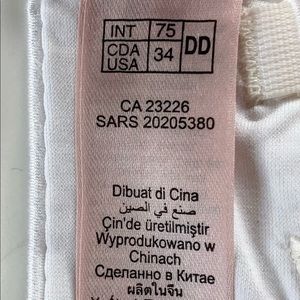 INT 75 DD
CDA USA 34
CA 23226
SARS 20205380
Dibuat di Cina
صنع في الصين
Çin'de üretilmiştir
Wyprodukowano w
Chinach
Сделанно в Китае
ผลิตในจีน